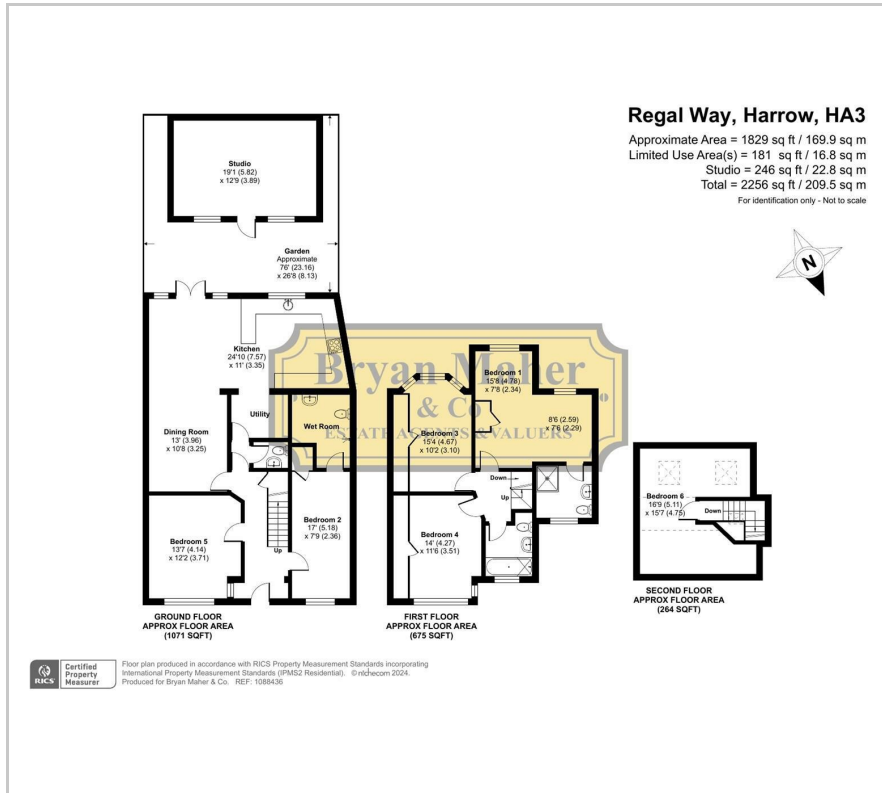 Regal Way, Harrow, HA3
Approximate Area = 1829 sq ft / 169.9 sq m
Limited Use Area(s) = 181 sq ft / 16.8 sq m
Studio = 246 sq ft / 22.8 sq m
Total = 2256 sq ft / 209.5 sq m
For identification only - Not to scale
N
Studio
19'1 (5.82)
x 12'9 (3.89)
Garden
Approximate
76' (23.16)
x 26'8 (8.13)
Kitchen
24'10 (7.57)
x 11' (3.35)
Utility
Wet Room
Dining Room
13' (3.96)
x 10'8 (3.25)
Bedroom 5
13'7 (4.14)
x 12'2 (3.71)
Up
Bedroom 2
17' (5.18)
x 7'9 (2.36)
GROUND FLOOR
APPROX FLOOR AREA
(1071 SQFT)
Bryan Maher
& Co
ESTATE AGENTS & VALUERS
Bedroom 1
15'8 (4.78)
x 7'8 (2.34)
8'6 (2.59)
x 7'6 (2.29)
Bedroom 3
15'4 (4.67)
x 10'2 (3.10)
Down
Up
Bedroom 4
14' (4.27)
x 11'6 (3.51)
FIRST FLOOR
APPROX FLOOR AREA
(675 SQFT)
Bedroom 6
16'9 (5.11)
x 15'7 (4.75)
Down
SECOND FLOOR
APPROX FLOOR AREA
(264 SQFT)
RICS
Certified
Property
Measurer
Floor plan produced in accordance with RICS Property Measurement Standards incorporating
International Property Measurement Standards (IPMS2 Residential). © ntchecom 2024.
Produced for Bryan Maher & Co. REF: 1088436